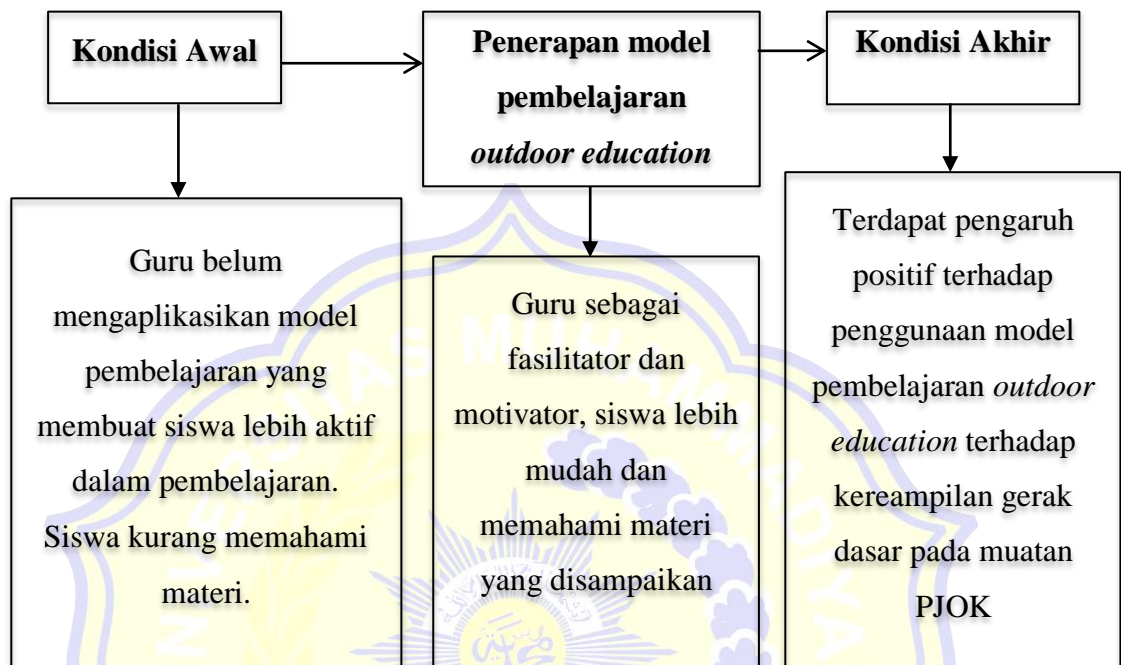 Kondisi Awal
Penerapan model
pembelajaran
outdoor education
Kondisi Akhir
Guru belum
mengaplikasikan model
pembelajaran yang
membuat siswa lebih aktif
dalam pembelajaran.
Siswa kurang memahami
materi.
Guru sebagai
fasilitator dan
motivator, siswa lebih
mudah dan
memahami materi
yang disampaikan
Terdapat pengaruh
positif terhadap
penggunaan model
pembelajaran outdoor
education terhadap
kereampilan gerak
dasar pada muatan
PJOK